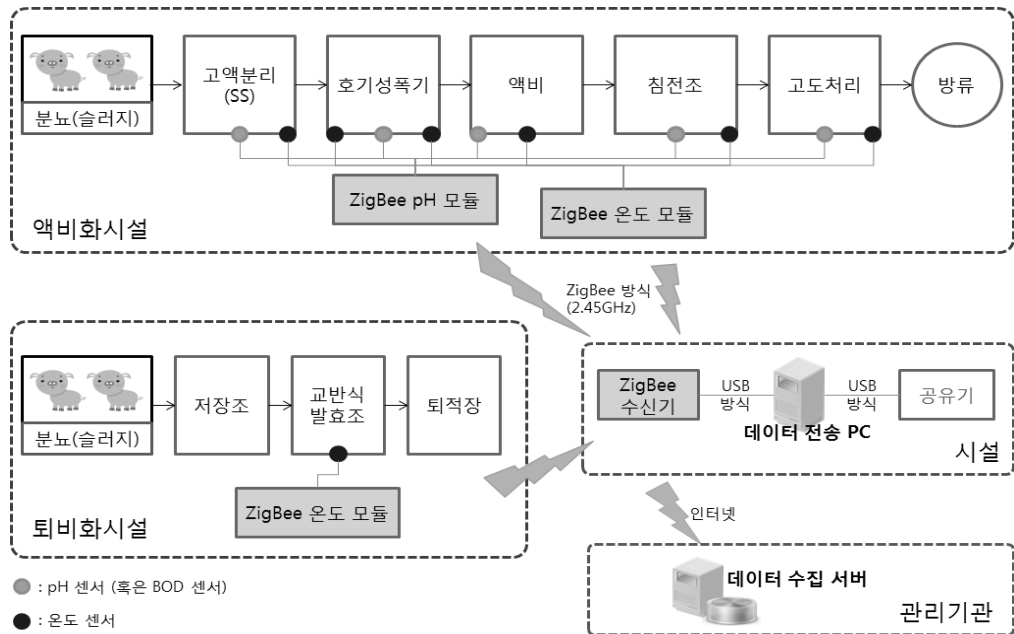 고액분리
(SS)
호기성폭기
액비
침전조
고도처리
방류
분뇨(슬러지)
ZigBee pH 모듈
ZigBee 온도 모듈
액비화시설
ZigBee 방식
(2.45GHz)
저장조
교반식
발효조
퇴적장
분뇨(슬러지)
ZigBee 온도 모듈
퇴비화시설
ZigBee
수신기
USB
방식
데이터 전송 PC
USB
방식
공유기
시설
인터넷
데이터 수집 서버
관리기관
: pH 센서 (혹은 BOD 센서)
: 온도 센서